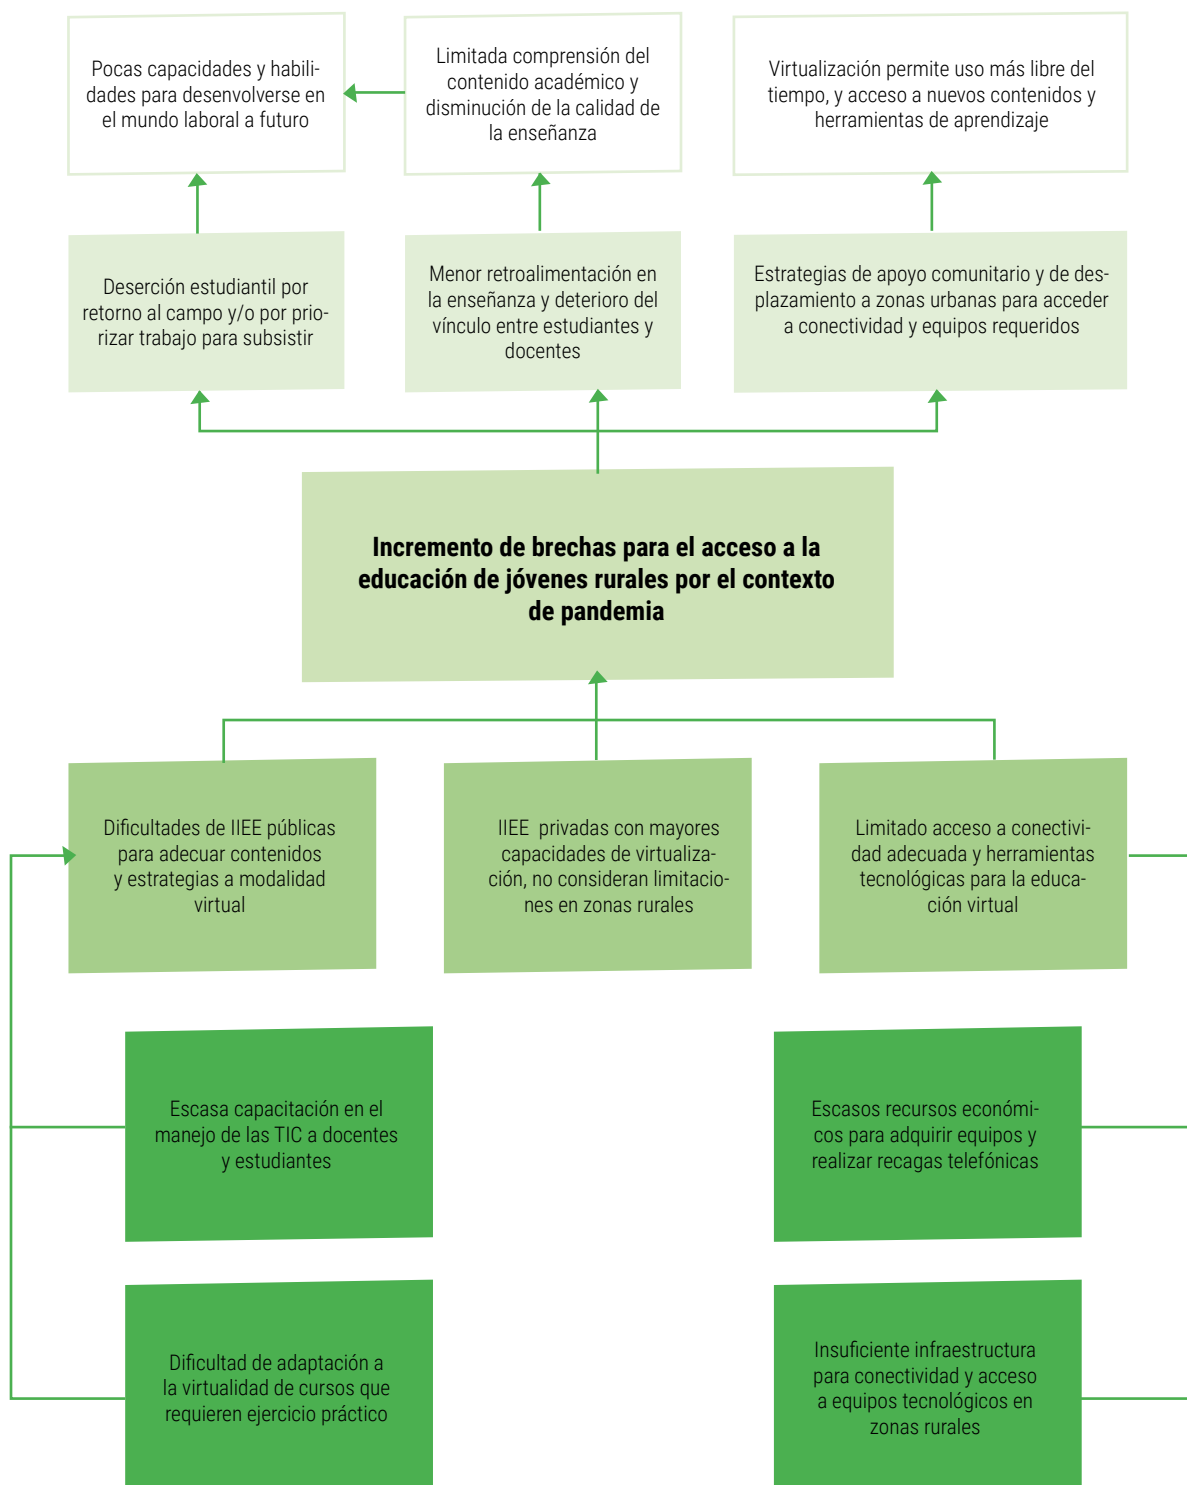 Pocas capacidades y habili-
dades para desenvolverse en
el mundo laboral a futuro
Limitada comprensión del
contenido académico y
disminución de la calidad de
la enseñanza
Virtualización permite uso más libre del
tiempo, y acceso a nuevos contenidos y
herramientas de aprendizaje
Deserción estudiantil por
retorno al campo y/o por prio-
rizar trabajo para subsistir
Menor retroalimentación en
la enseñanza y deterioro del
vínculo entre estudiantes y
docentes
Estrategias de apoyo comunitario y de des-
plazamiento a zonas urbanas para acceder
a conectividad y equipos requeridos
Incremento de brechas para el acceso a la
educación de jóvenes rurales por el contexto
de pandemia
Dificultades de IIEE públicas
para adecuar contenidos
y estrategias a modalidad
virtual
IIEE privadas con mayores
capacidades de virtualiza-
ción, no consideran limitacio-
nes en zonas rurales
Limitado acceso a conectivi-
dad adecuada y herramientas
tecnológicas para la educa-
ción virtual
Escasa capacitación en el
manejo de las TIC a docentes
y estudiantes
Escasos recursos económi-
cos para adquirir equipos y
realizar recagas telefónicas
Dificultad de adaptación a
la virtualidad de cursos que
requieren ejercicio práctico
Insuficiente infraestructura
para conectividad y acceso
a equipos tecnológicos en
zonas rurales